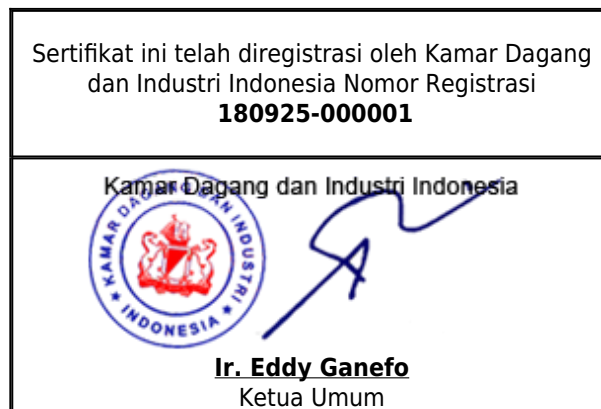 Sertifikat ini telah diregistrasi oleh Kamar Dagang
dan Industri Indonesia Nomor Registrasi
180925-000001
Kamar Dagang dan Industri Indonesia
KAMAR DAGANG DAN INDUSTRI
★ INDONESIA ★
Ir. Eddy Ganefo
Ketua Umum